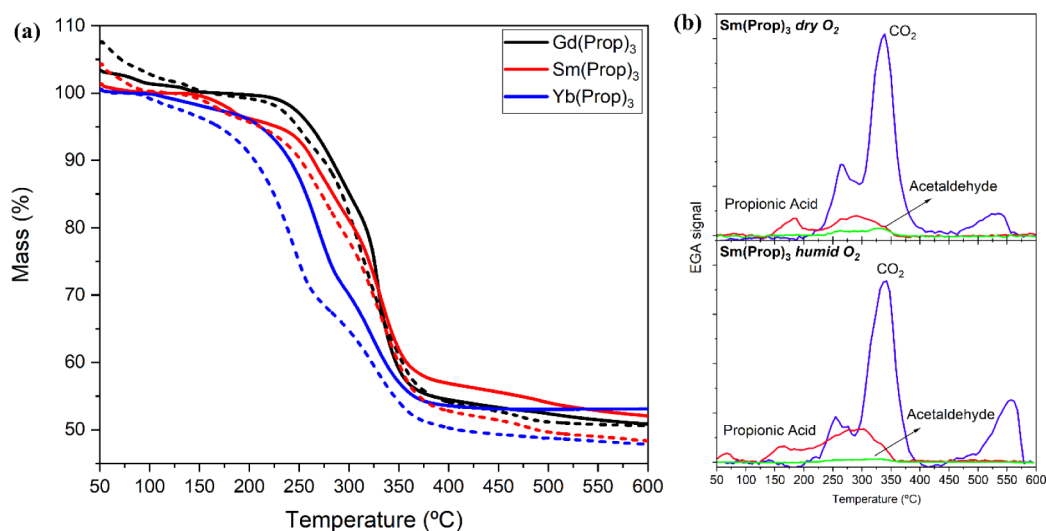 (a)
Gd(Prop)3
Sm(Prop)3
Yb(Prop)3
110
100
90
80
70
60
50
Mass (%)
50 100 150 200 250 300 350 400 450 500 550 600
Temperature (ºC)
(b)
Sm(Prop)3 dry O2
CO2
Acetaldehyde
Propionic Acid
Sm(Prop)3 humid O2
CO2
Acetaldehyde
Propionic Acid
EGA signal
50 100 150 200 250 300 350 400 450 500 550 600
Temperature (ºC)